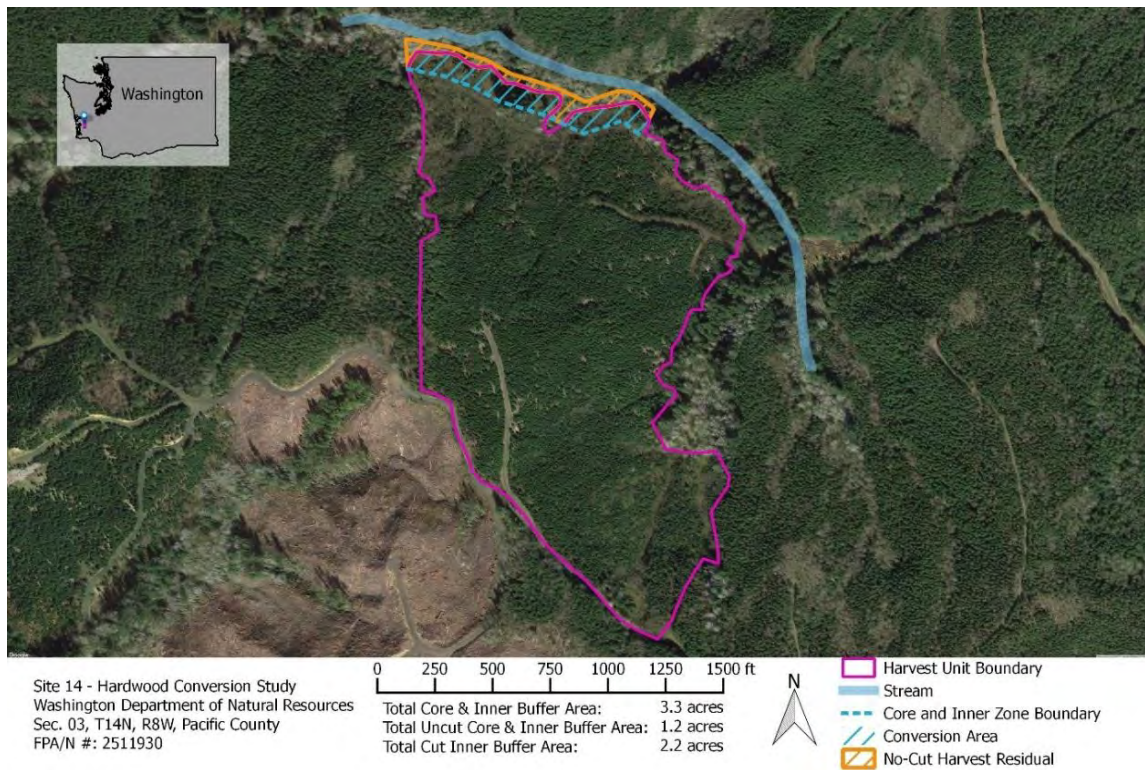 Washington
Google
Site 14 - Hardwood Conversion Study
Washington Department of Natural Resources
Sec. 03, T14N, R8W, Pacific County
FPA/N #: 2511930
0 250 500 750 1000 1250 1500 ft
Total Core & Inner Buffer Area: 3.3 acres
Total Uncut Core & Inner Buffer Area: 1.2 acres
Total Cut Inner Buffer Area: 2.2 acres
N
Harvest Unit Boundary
Stream
Core and Inner Zone Boundary
Conversion Area
No-Cut Harvest Residual